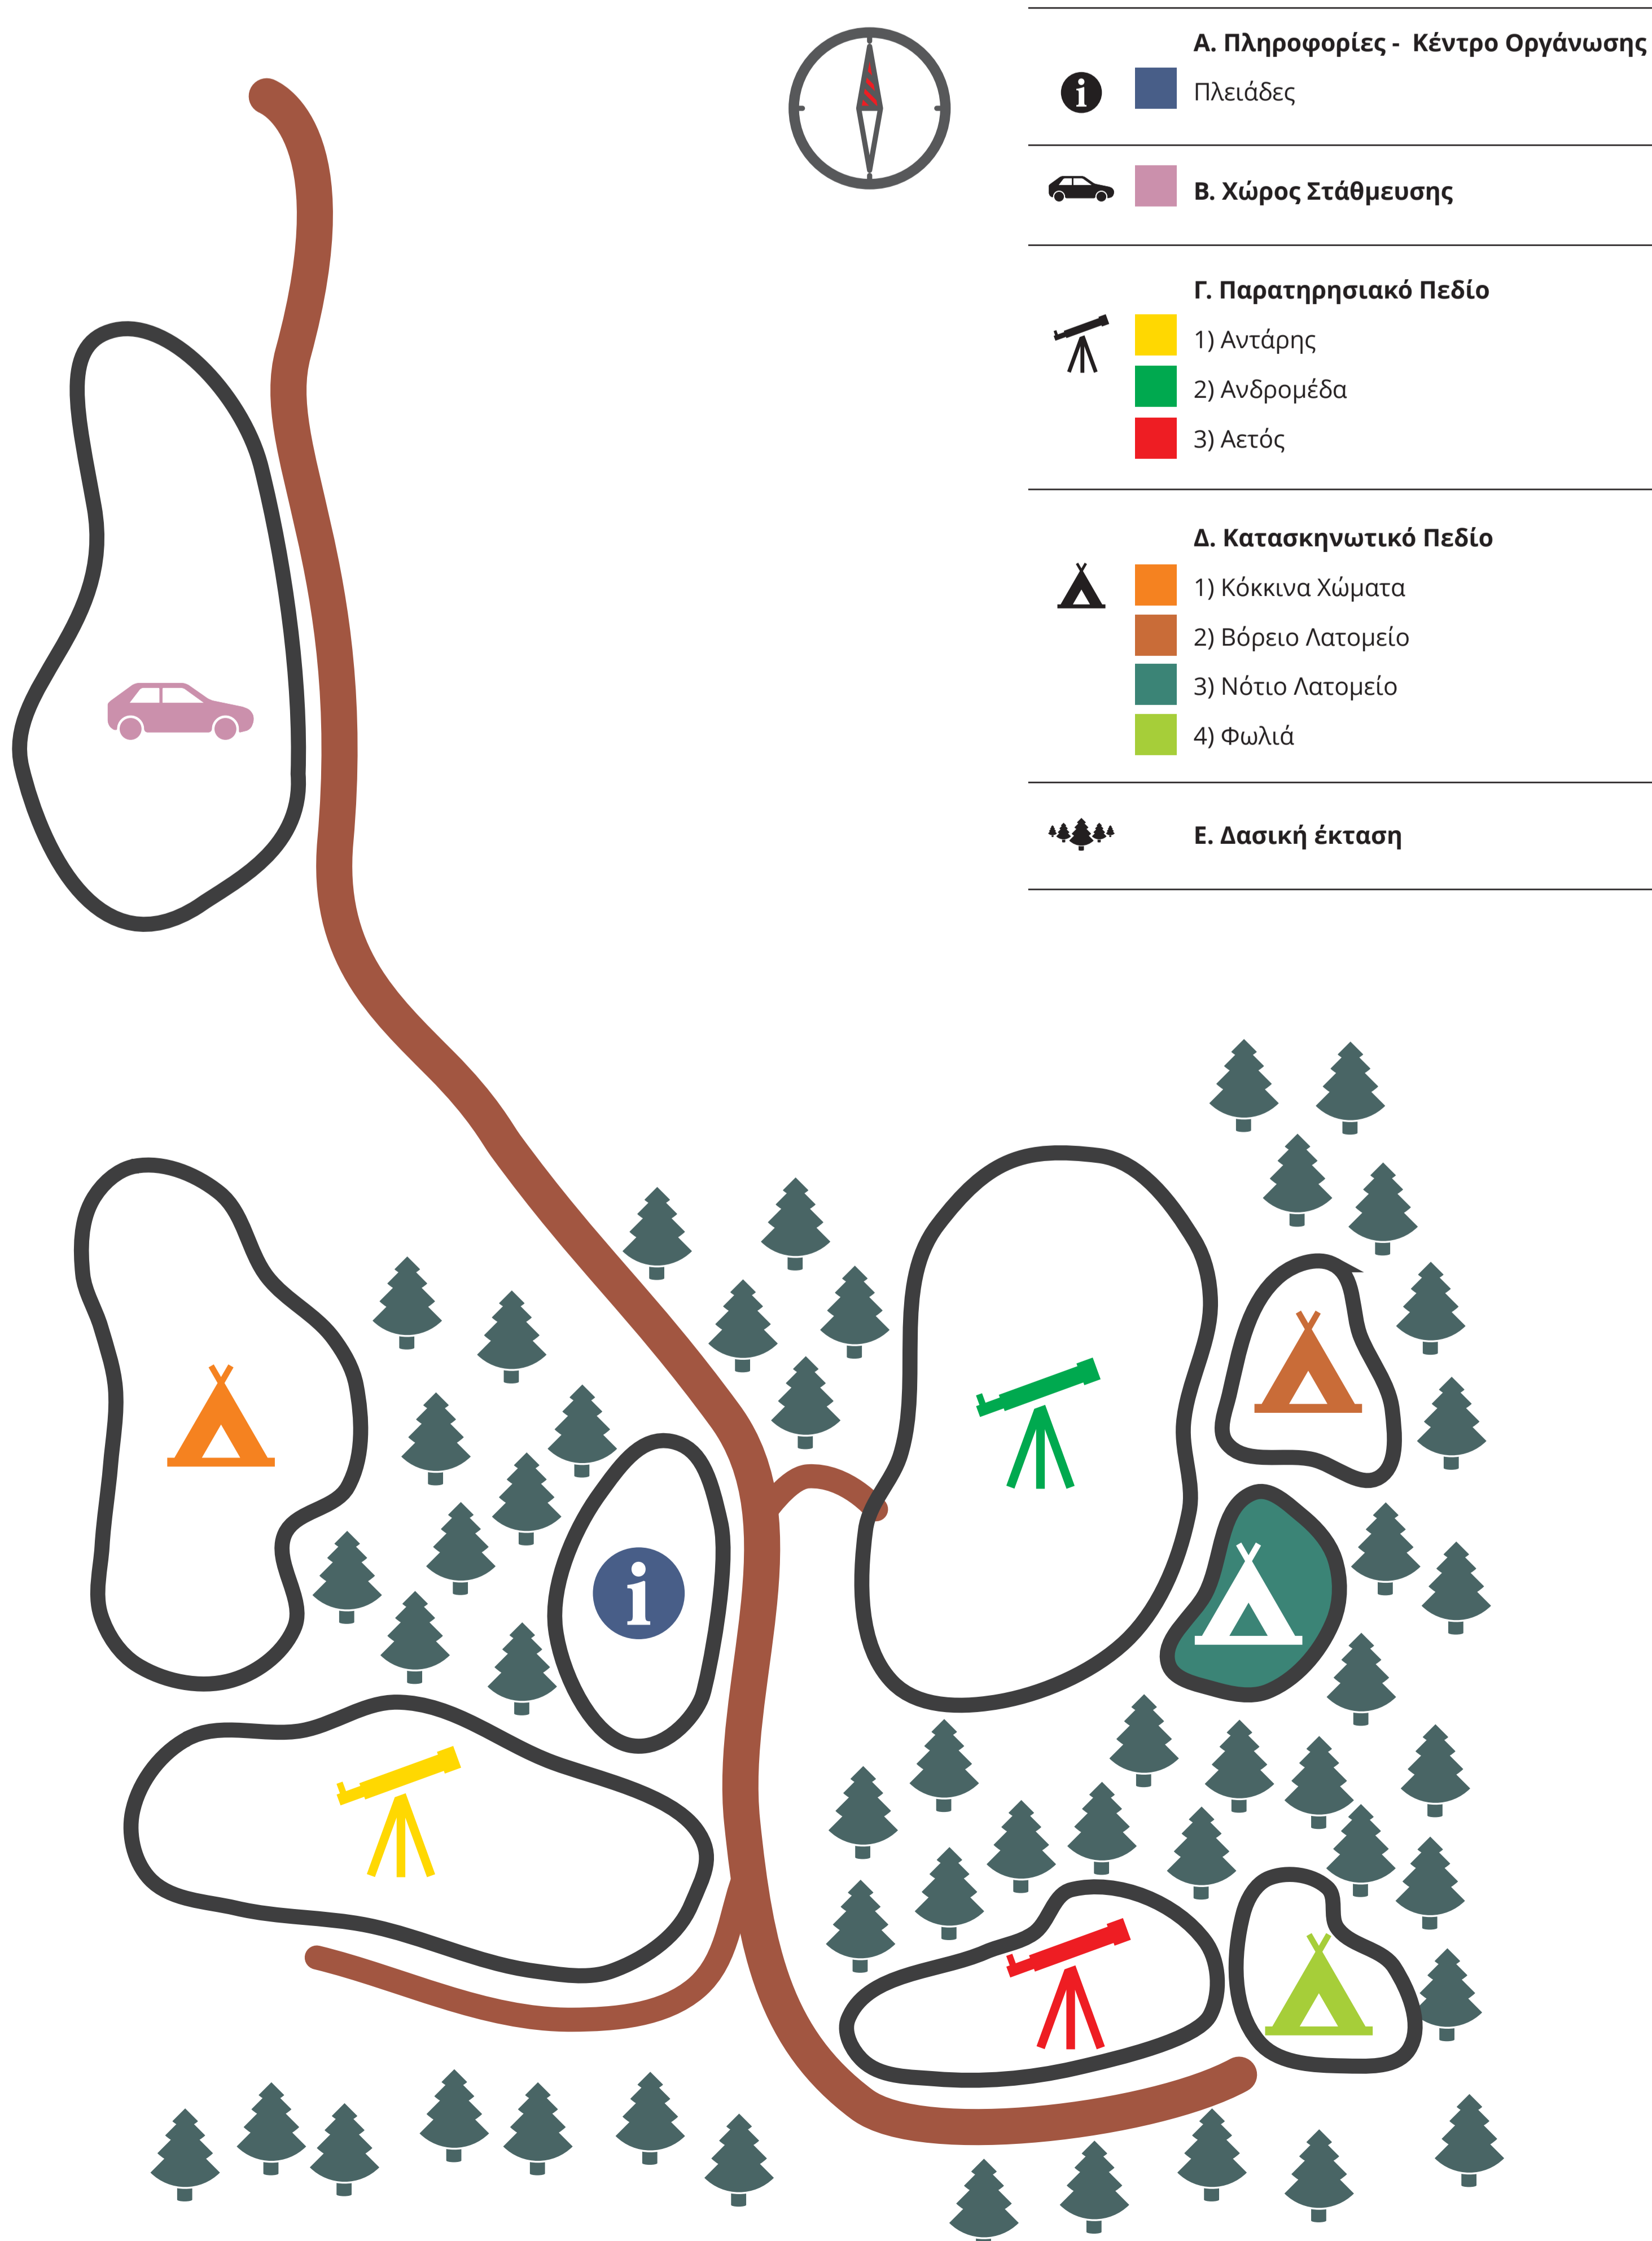 Α. Πληροφορίες - Κέντρο Οργάνωσης
Πλειάδες
Β. Χώρος Στάθμευσης
Γ. Παρατηρησιακό Πεδίο
1) Αντάρης
2) Ανδρομέδα
3) Αετός
Δ. Κατασκηνωτικό Πεδίο
1) Κόκκινα Χώματα
2) Βόρειο Λατομείο
3) Νότιο Λατομείο
4) Φωλιά
Ε. Δασική έκταση